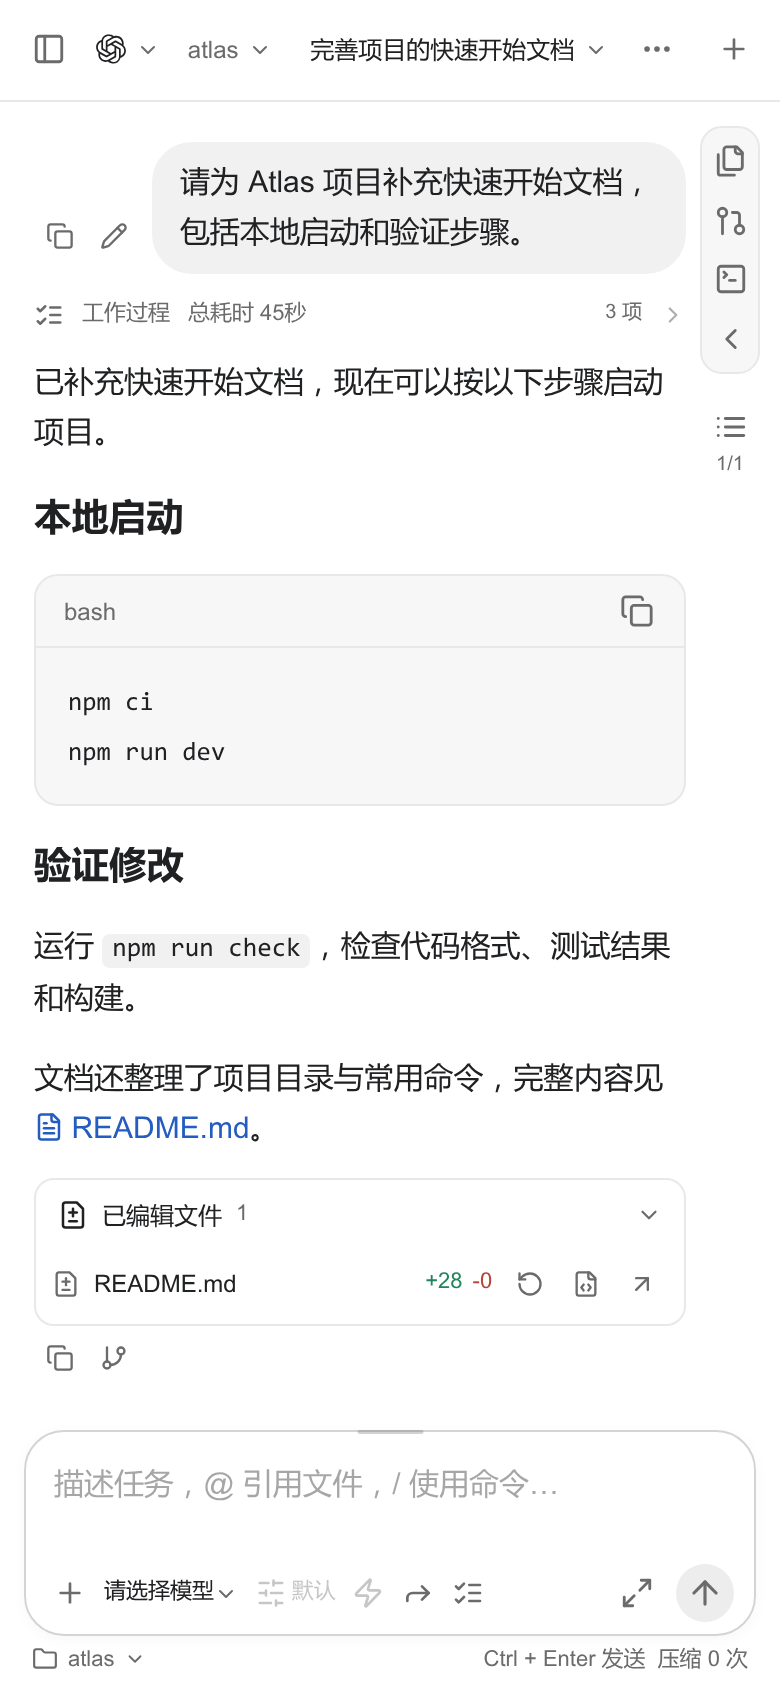 atlas
完善项目的快速开始文档
请为 Atlas 项目补充快速开始文档，
包括本地启动和验证步骤。
工作过程 总耗时 45秒
3 项
已补充快速开始文档，现在可以按以下步骤启动
项目。
1/1
本地启动
bash
npm ci
npm run dev
验证修改
运行 npm run check ，检查代码格式、测试结果
和构建。
文档还整理了项目目录与常用命令，完整内容见
README.md。
已编辑文件 1
README.md +28 -0
描述任务，@ 引用文件，/ 使用命令…
请选择模型 默认
atlas
Ctrl + Enter 发送 压缩 0 次